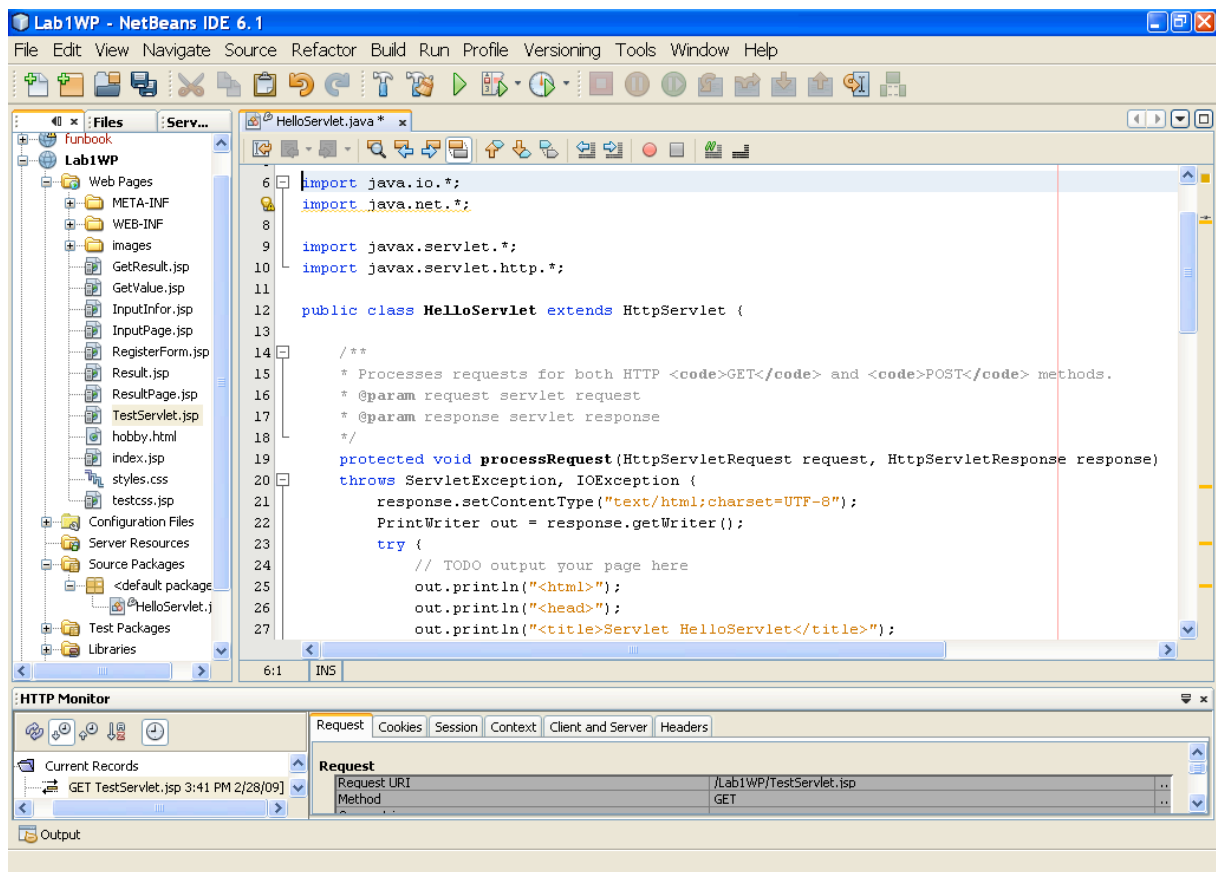 Lab1WP - NetBeans IDE 6.1
File Edit View Navigate Source Refactor Build Run Profile Versioning Tools Window Help
Files
Serv...
funbook
Lab1WP
Web Pages
META-INF
WEB-INF
images
GetResult.jsp
GetValue.jsp
InputInfor.jsp
InputPage.jsp
RegisterForm.jsp
Result.jsp
ResultPage.jsp
TestServlet.jsp
hobby.html
index.jsp
styles.css
testcss.jsp
Configuration Files
Server Resources
Source Packages
<default package
HelloServlet.j
Test Packages
Libraries
HelloServlet.java *
6 import java.io.*;
import java.net.*;
8
9 import javax.servlet.*;
10 import javax.servlet.http.*;
11
12 public class HelloServlet extends HttpServlet {
13
14 /**
15 * Processes requests for both HTTP <code>GET</code> and <code>POST</code> methods.
16 * @param request servlet request
17 * @param response servlet response
18 */
19 protected void processRequest(HttpServletRequest request, HttpServletResponse response)
20 throws ServletException, IOException {
21 response.setContentType("text/html;charset=UTF-8");
22 PrintWriter out = response.getWriter();
23 try {
24 // TODO output your page here
25 out.println("<html>");
26 out.println("<head>");
27 out.println("<title>Servlet HelloServlet</title>");
6:1 INS
HTTP Monitor
Current Records
GET TestServlet.jsp 3:41 PM 2/28/09]
Request Cookies Session Context Client and Server Headers
Request
Request URI /Lab1WP/TestServlet.jsp ..
Method GET ..
Output